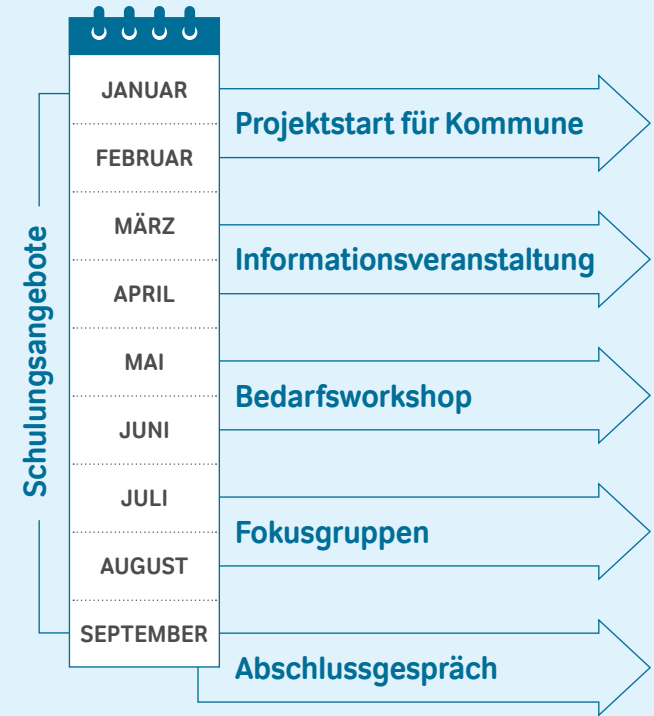 Schulungsangebote
JANUAR
FEBRUAR
Projektstart für Kommune
MÄRZ
APRIL
Informationsveranstaltung
MAI
JUNI
Bedarfsworkshop
JULI
AUGUST
Fokusgruppen
SEPTEMBER
Abschlussgespräch